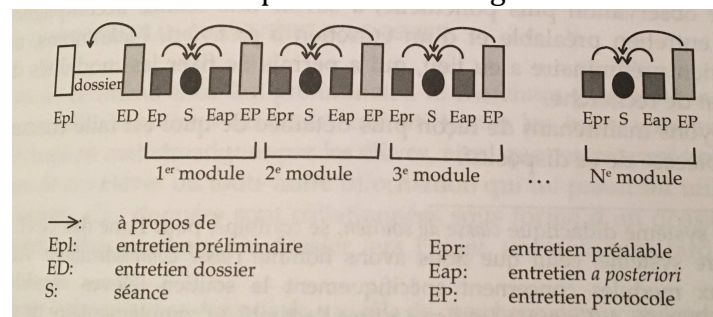 dossier
Epl ED Ep S Eap EP Epr S Eap EP Epr S Eap EP Epr S Eap EP
1er module 2e module 3e module ... Ne module
→: à propos de
Epl: entretien préliminaire
ED: entretien dossier
S: séance
Epr: entretien préalable
Eap: entretien a posteriori
EP: entretien protocole